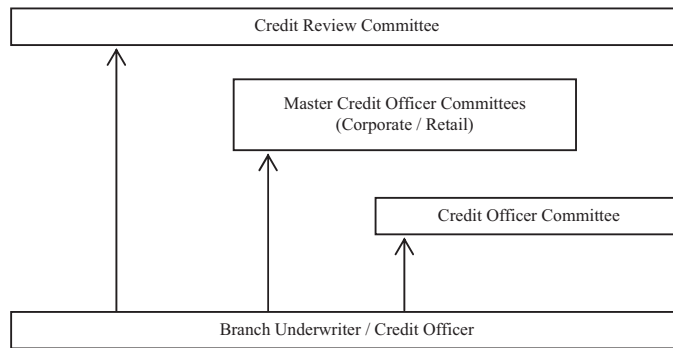 Credit Review Committee
Master Credit Officer Committees
(Corporate / Retail)
Credit Officer Committee
Branch Underwriter / Credit Officer